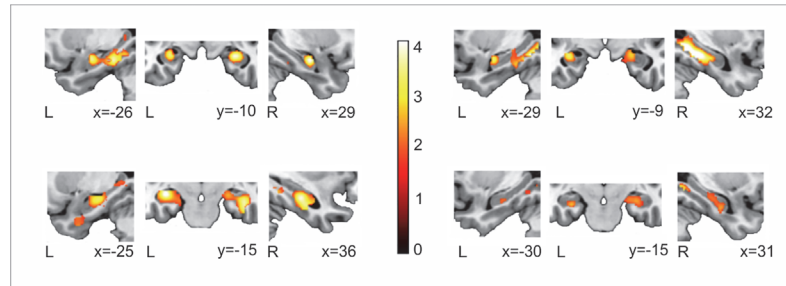 L x=-26 L y=-10 R x=29
L x=-29 L y=-9 R x=32
4
3
2
1
0
L x=-25 L y=-15 R x=36
L x=-30 L y=-15 R x=31